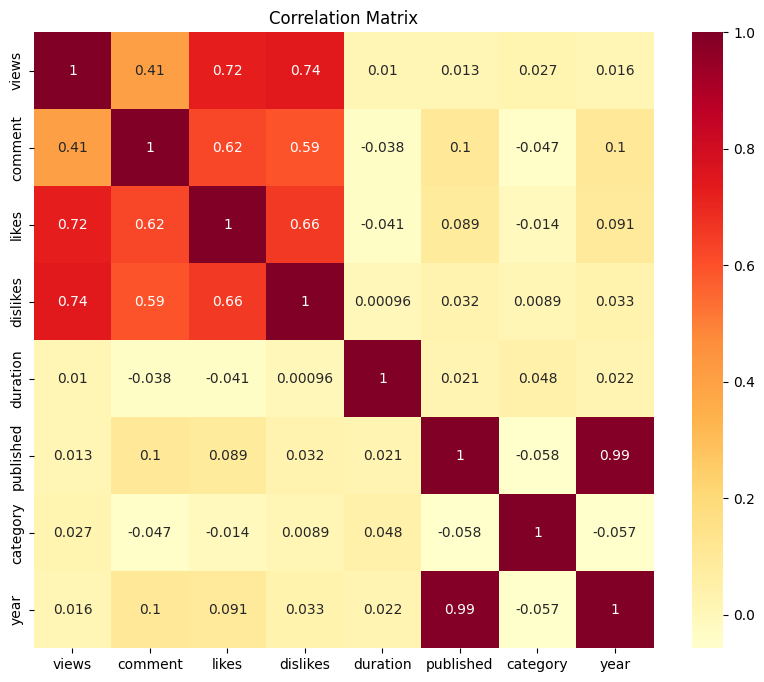 Correlation Matrix
views 1 0.41 0.72 0.74 0.01 0.013 0.027 0.016
comment 0.41 1 0.62 0.59 -0.038 0.1 -0.047 0.1
likes 0.72 0.62 1 0.66 -0.041 0.089 -0.014 0.091
dislikes 0.74 0.59 0.66 1 0.00096 0.032 0.0089 0.033
duration 0.01 -0.038 -0.041 0.00096 1 0.021 0.048 0.022
published 0.013 0.1 0.089 0.032 0.021 1 -0.058 0.99
category 0.027 -0.047 -0.014 0.0089 0.048 -0.058 1 -0.057
year 0.016 0.1 0.091 0.033 0.022 0.99 -0.057 1
views comment likes dislikes duration published category year
1.0
0.8
0.6
0.4
0.2
0.0